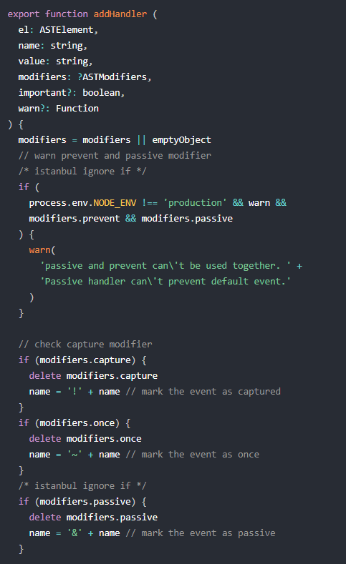 export function addHandler (
  el: ASTElement,
  name: string,
  value: string,
  modifiers: ?ASTModifiers,
  important?: boolean,
  warn?: Function
) {
  modifiers = modifiers || emptyObject
  // warn prevent and passive modifier
  /* istanbul ignore if */
  if (
    process.env.NODE_ENV !== 'production' && warn &&
    modifiers.prevent && modifiers.passive
  ) {
    warn(
      'passive and prevent can\'t be used together. ' +
      'Passive handler can\'t prevent default event.'
    )
  }

  // check capture modifier
  if (modifiers.capture) {
    delete modifiers.capture
    name = '!' + name // mark the event as captured
  }
  if (modifiers.once) {
    delete modifiers.once
    name = '~' + name // mark the event as once
  }
  /* istanbul ignore if */
  if (modifiers.passive) {
    delete modifiers.passive
    name = '&' + name // mark the event as passive
  }